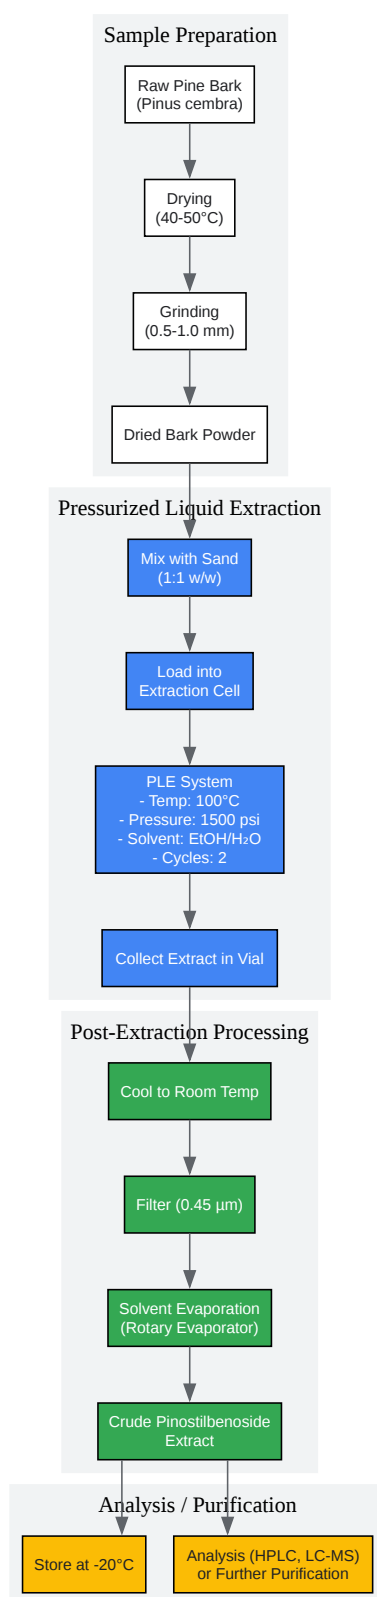 Sample Preparation
Raw Pine Bark
(Pinus cembra)
Drying
(40-50°C)
Grinding
(0.5-1.0 mm)
Dried Bark Powder
Pressurized Liquid Extraction
Mix with Sand
(1:1 w/w)
Load into
Extraction Cell
PLE System
- Temp: 100°C
- Pressure: 1500 psi
- Solvent: EtOH/H₂O
- Cycles: 2
Collect Extract in Vial
Post-Extraction Processing
Cool to Room Temp
Filter (0.45 µm)
Solvent Evaporation
(Rotary Evaporator)
Crude Pinostilbenoside
Extract
Analysis / Purification
Store at -20°C
Analysis (HPLC, LC-MS)
or Further Purification